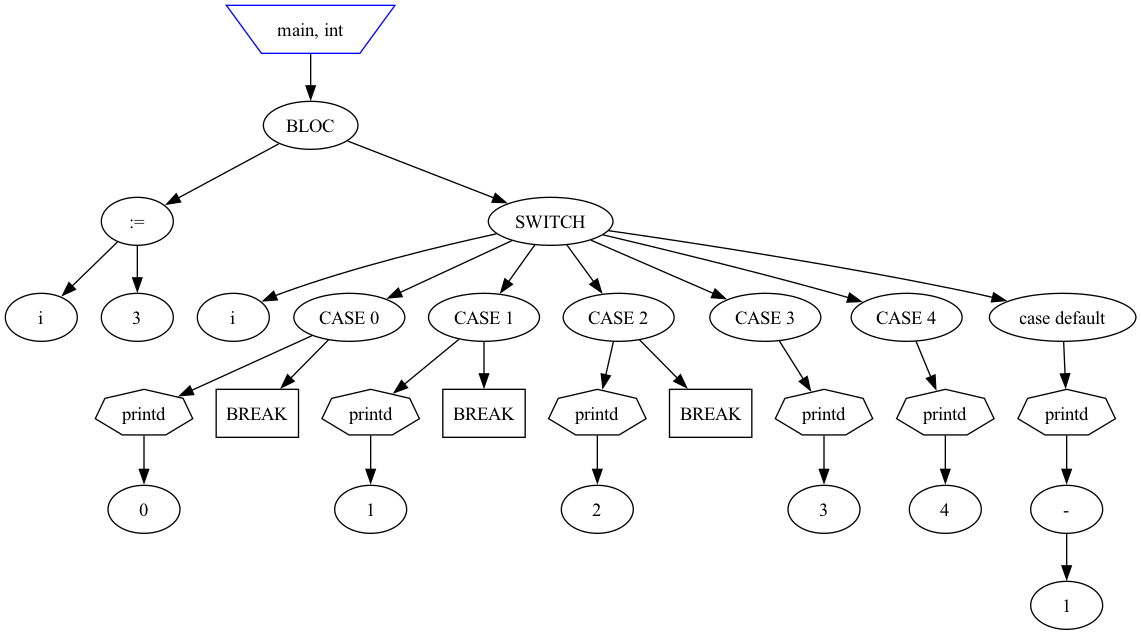 main, int
BLOC
:=
SWITCH
i
3
i
CASE 0
CASE 1
CASE 2
CASE 3
CASE 4
case default
printd
BREAK
printd
BREAK
printd
BREAK
printd
printd
printd
0
1
2
3
4
-
1